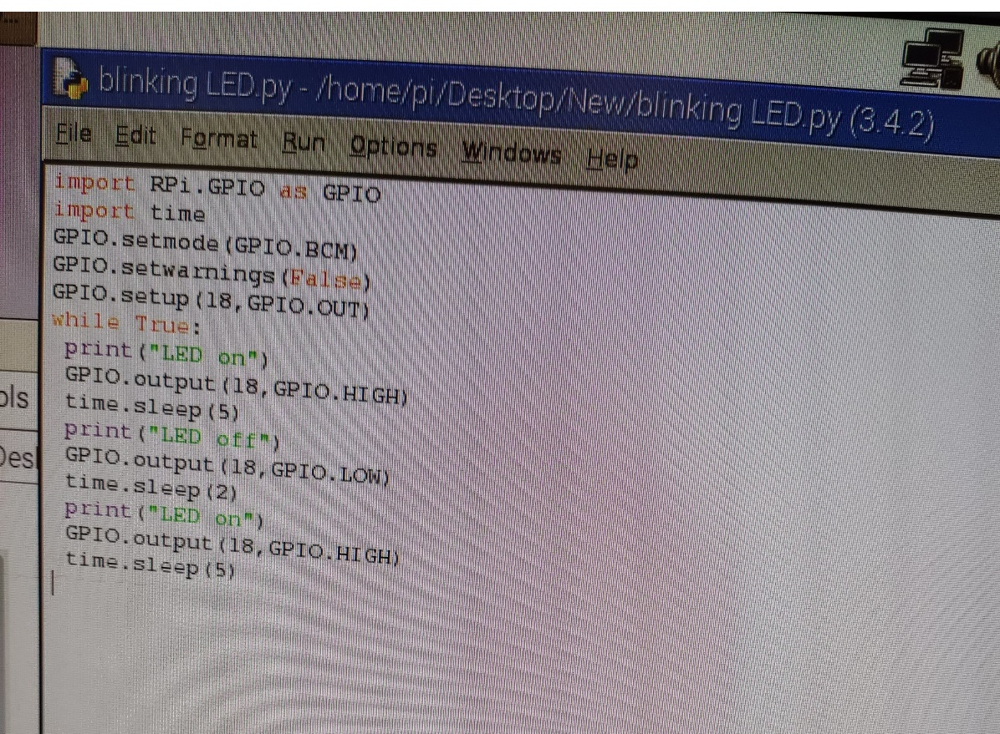 blinking LED.py - /home/pi/Desktop/New/blinking LED.py (3.4.2)
File Edit Format Run Options Windows Help
import RPi.GPIO as GPIO
import time
GPIO.setmode(GPIO.BCM)
GPIO.setwarnings(False)
GPIO.setup(18,GPIO.OUT)
while True:
 print("LED on")
 GPIO.output(18,GPIO.HIGH)
 time.sleep(5)
 print("LED off")
 GPIO.output(18,GPIO.LOW)
 time.sleep(2)
 print("LED on")
 GPIO.output(18,GPIO.HIGH)
 time.sleep(5)